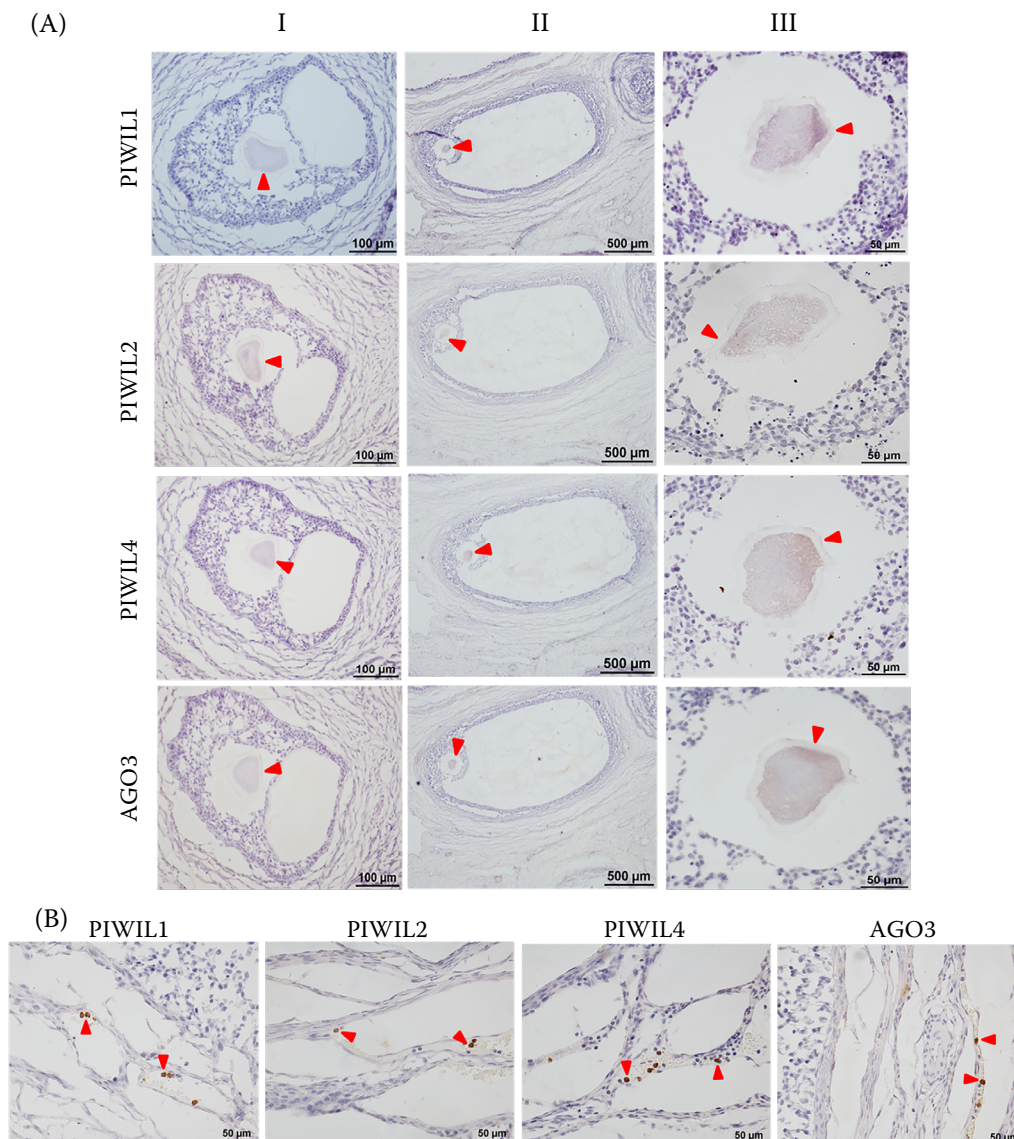 (A) I II III
PIWIL1
100 µm 500 µm 50 µm
PIWIL2
100 µm 500 µm 50 µm
PIWIL4
100 µm 500 µm 50 µm
AGO3
100 µm 500 µm 50 µm
(B)
PIWIL1 PIWIL2 PIWIL4 AGO3
50 µm 50 µm 50 µm 50 µm